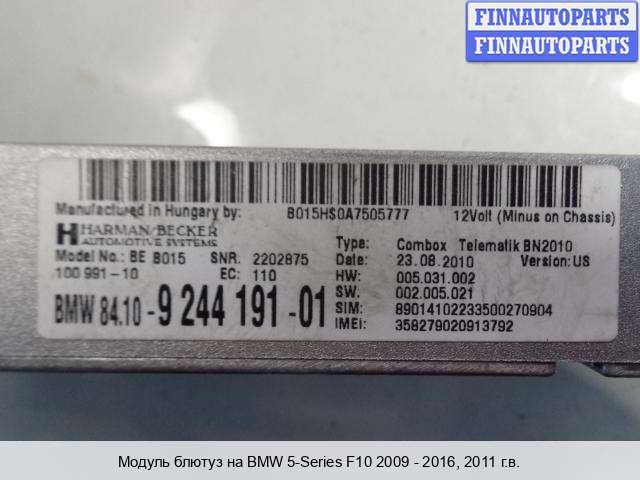 FINNAUTOPARTS
FINNAUTOPARTS
Manufactured in Hungary by: B015H$0A7505777 12Volt (Minus on Chassis)
HARMAN/BECKER
AUTOMOTIVE SYSTEMS
Type: Combox Telematik BN2010
Model No.: BE B015 SNR: 2202875 Date: 23.08.2010 Version: US
100 991-10 EC: 110 HW: 005.031.002
SW: 002.005.021
BMW 84.10 - 9 244 191 - 01 SIM: 89014102233500270904
IMEI: 358279020913792
Модуль блютуз на BMW 5-Series F10 2009 - 2016, 2011 г.в.